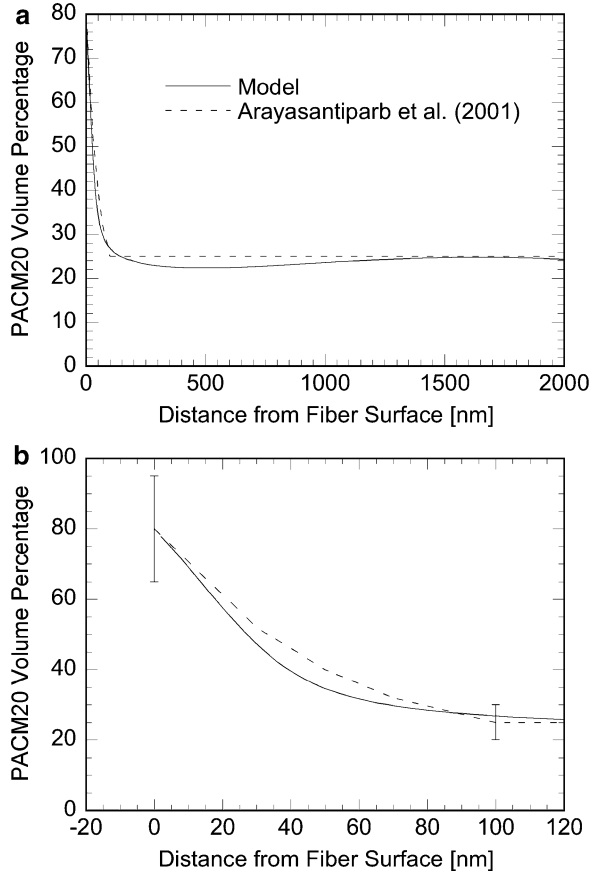 a
80
70
60
50
40
30
20
10
0
PACM20 Volume Percentage
Model
Arayasantiparb et al. (2001)
0 500 1000 1500 2000
Distance from Fiber Surface [nm]
b
100
80
60
40
20
0
PACM20 Volume Percentage
-20 0 20 40 60 80 100 120
Distance from Fiber Surface [nm]